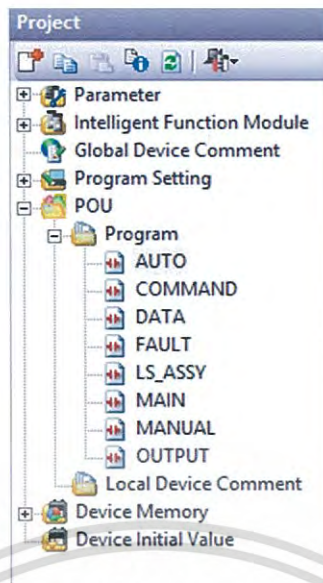 Project
Parameter
Intelligent Function Module
Global Device Comment
Program Setting
POU
Program
AUTO
COMMAND
DATA
FAULT
LS_ASSY
MAIN
MANUAL
OUTPUT
Local Device Comment
Device Memory
Device Initial Value